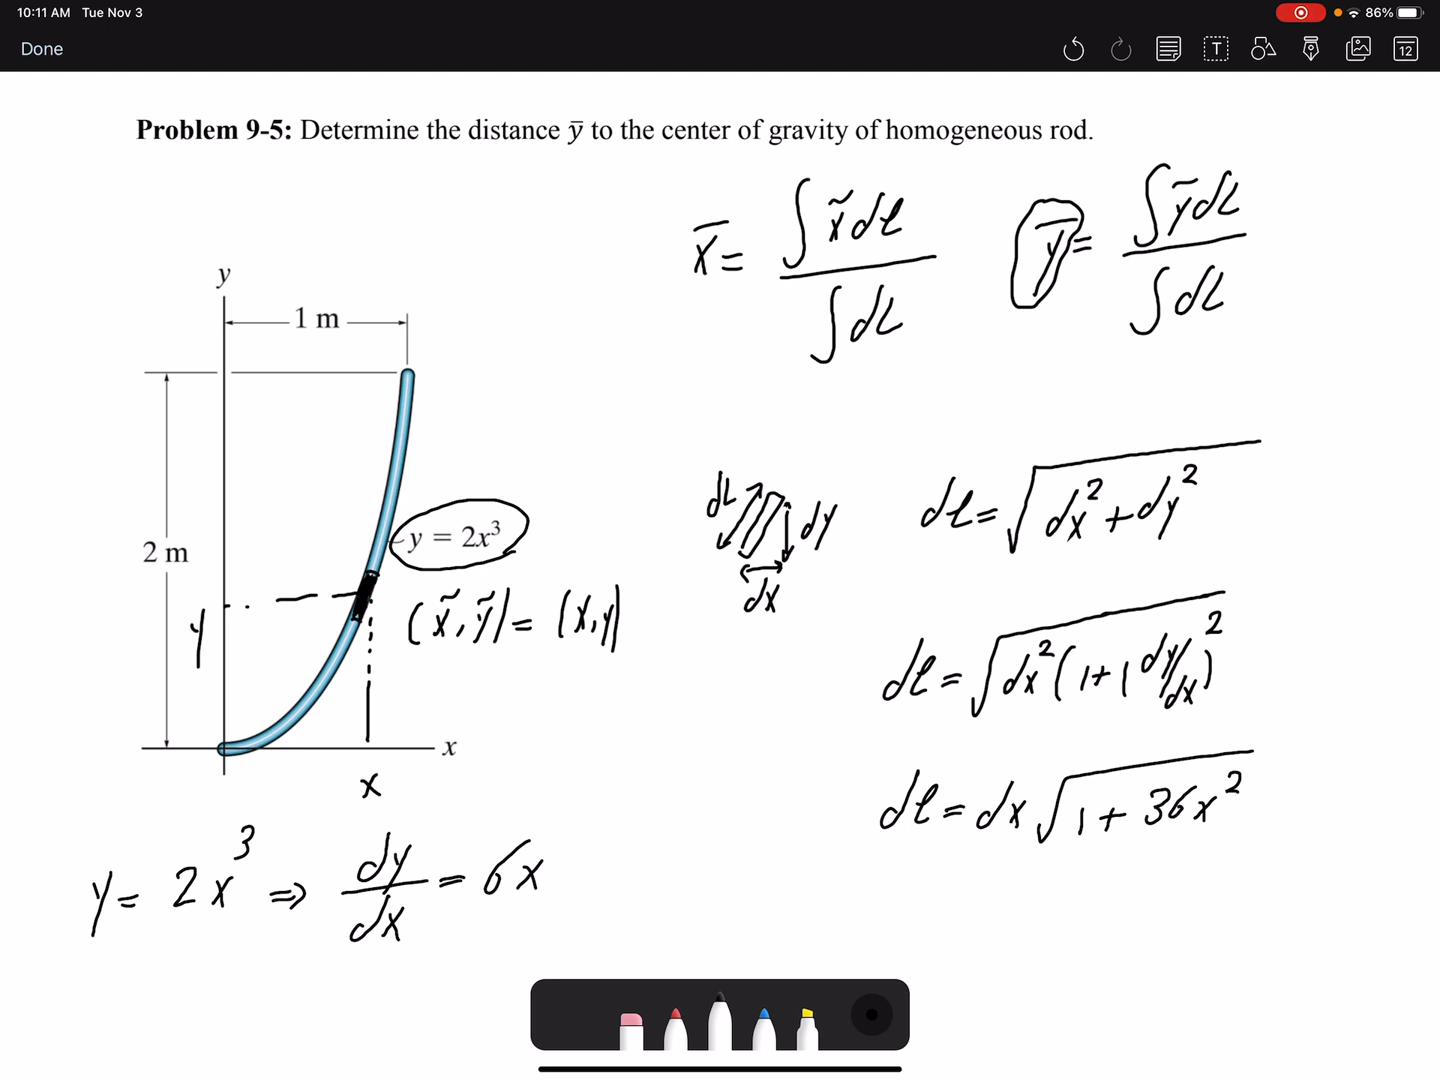 10:11 AM Tue Nov 3
86%
Done
T
12
Problem 9-5: Determine the distance ȳ to the center of gravity of homogeneous rod.
x̄ = ∫ x̃ dL / ∫ dL
ȳ = ∫ ỹ dL / ∫ dL
y
1 m
2 m
y = 2x³
dL
dy
dx
dL = √(dx² + dy²)
y
(x̃, ỹ) = (x, y)
dL = √(dx² (1 + (dy/dx)²
x
x
dL = dx √(1 + 36x²)
y = 2x³ ⇒ dy/dx = 6x